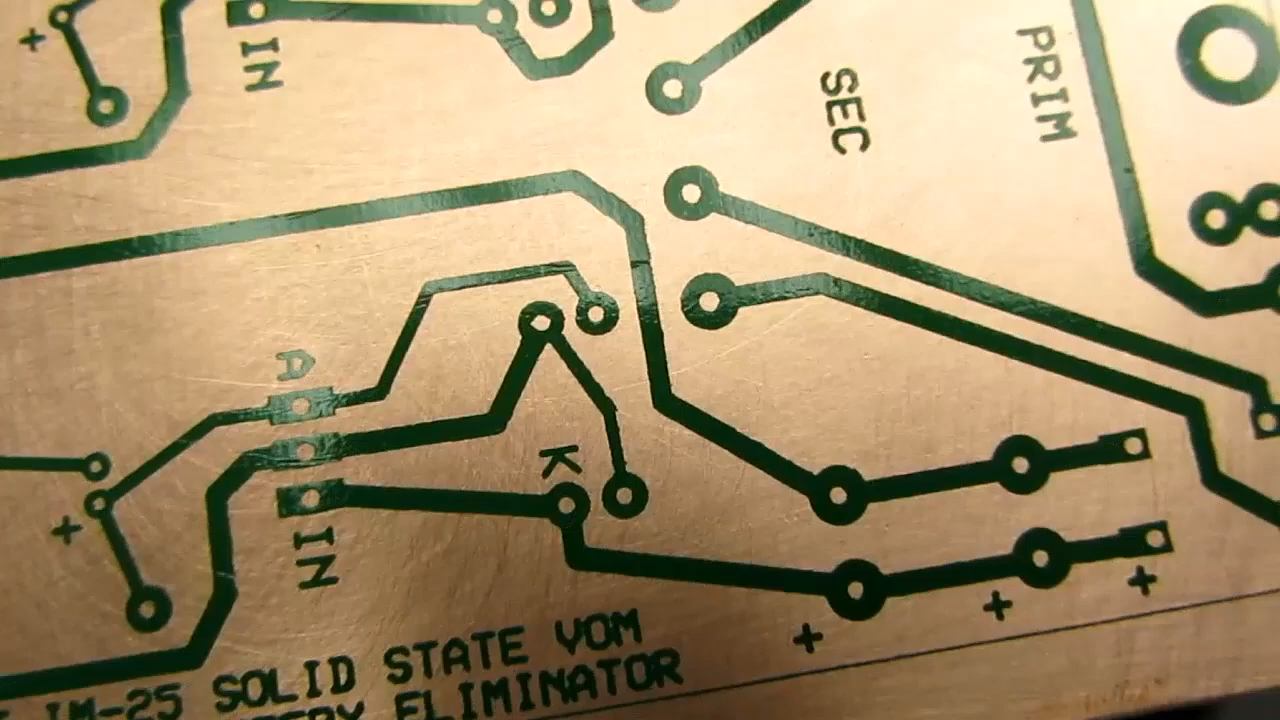 +
IN
SEC
PRIM
A
K
+
IN
+
+
+
IM-25 SOLID STATE VOM
ELIMINATOR